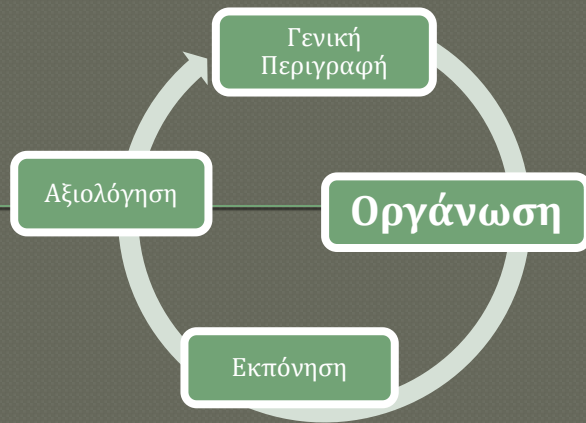 Γενική
Περιγραφή
Αξιολόγηση
Οργάνωση
Εκπόνηση